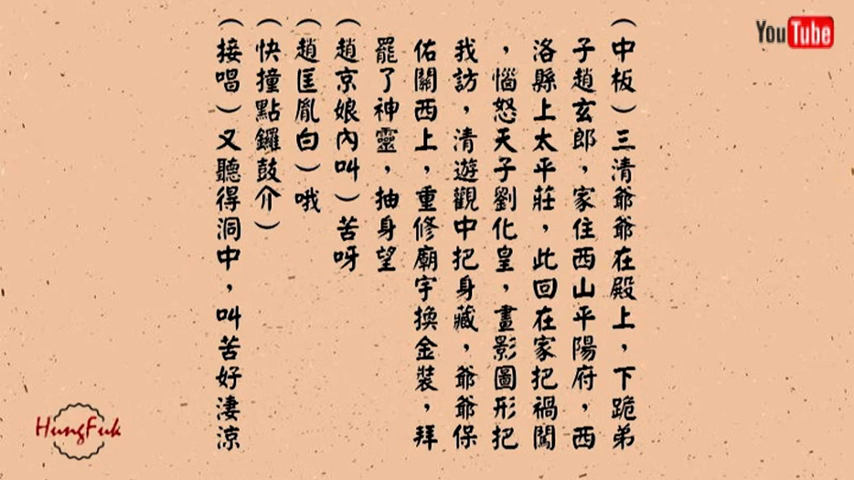 （中板）三清爺爺在殿上，下跪弟
子趙玄郎，家住西山平陽府，西
洛縣上太平莊，此回在家把禍闖
，惱怒天子劉化皇，畫影圖形把
我訪，清遊觀中把身藏，爺爺保
佑關西上，重修廟宇換金裝，拜
罷了神靈，抽身望
（趙京娘內叫）苦呀
（趙匡胤白）哦
（快撞點鑼鼓介）
（接唱）又聽得洞中，叫苦好淒涼
YouTube
HungFuk